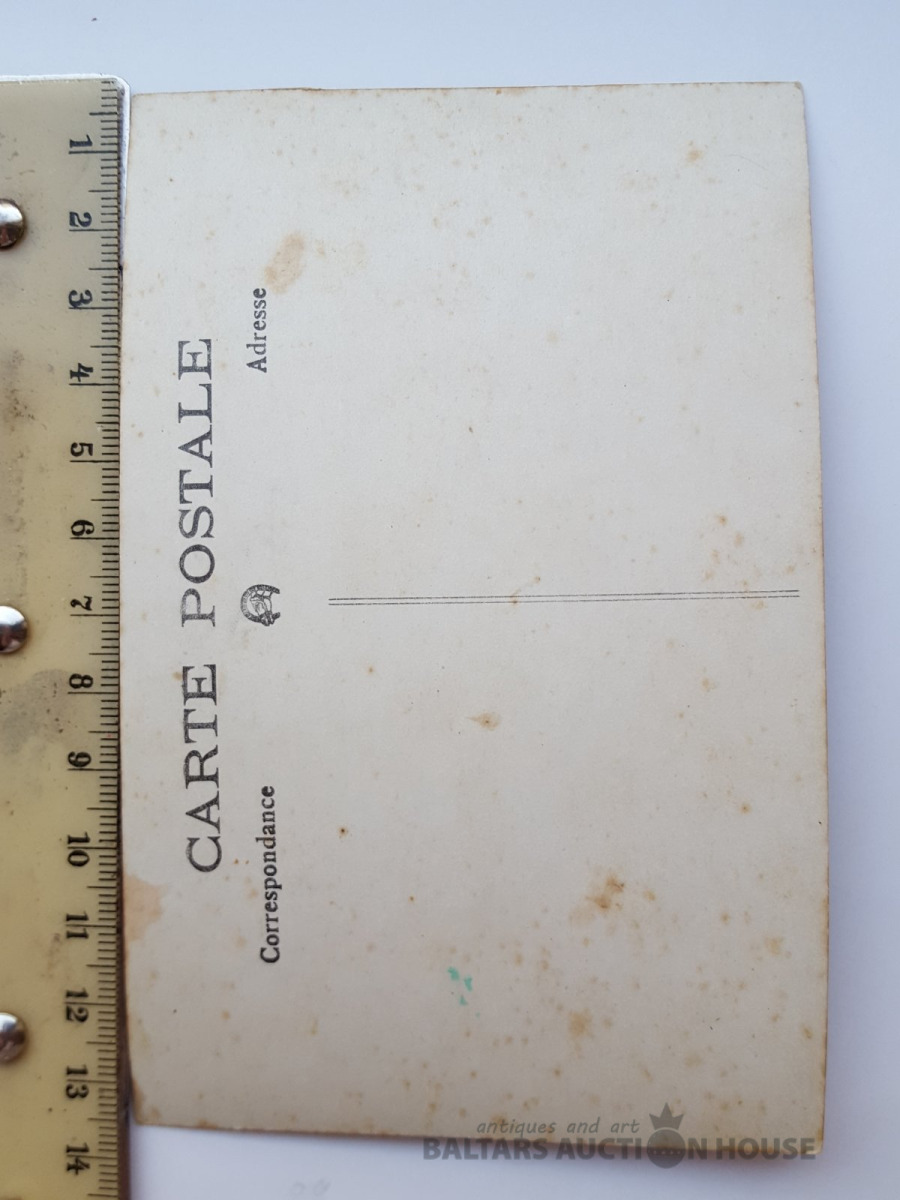 CARTE POSTALE
Correspondance
Adresse
1
2
3
4
5
6
7
8
9
10
11
12
13
14
antiques and art
BALTARS AUCTION HOUSE